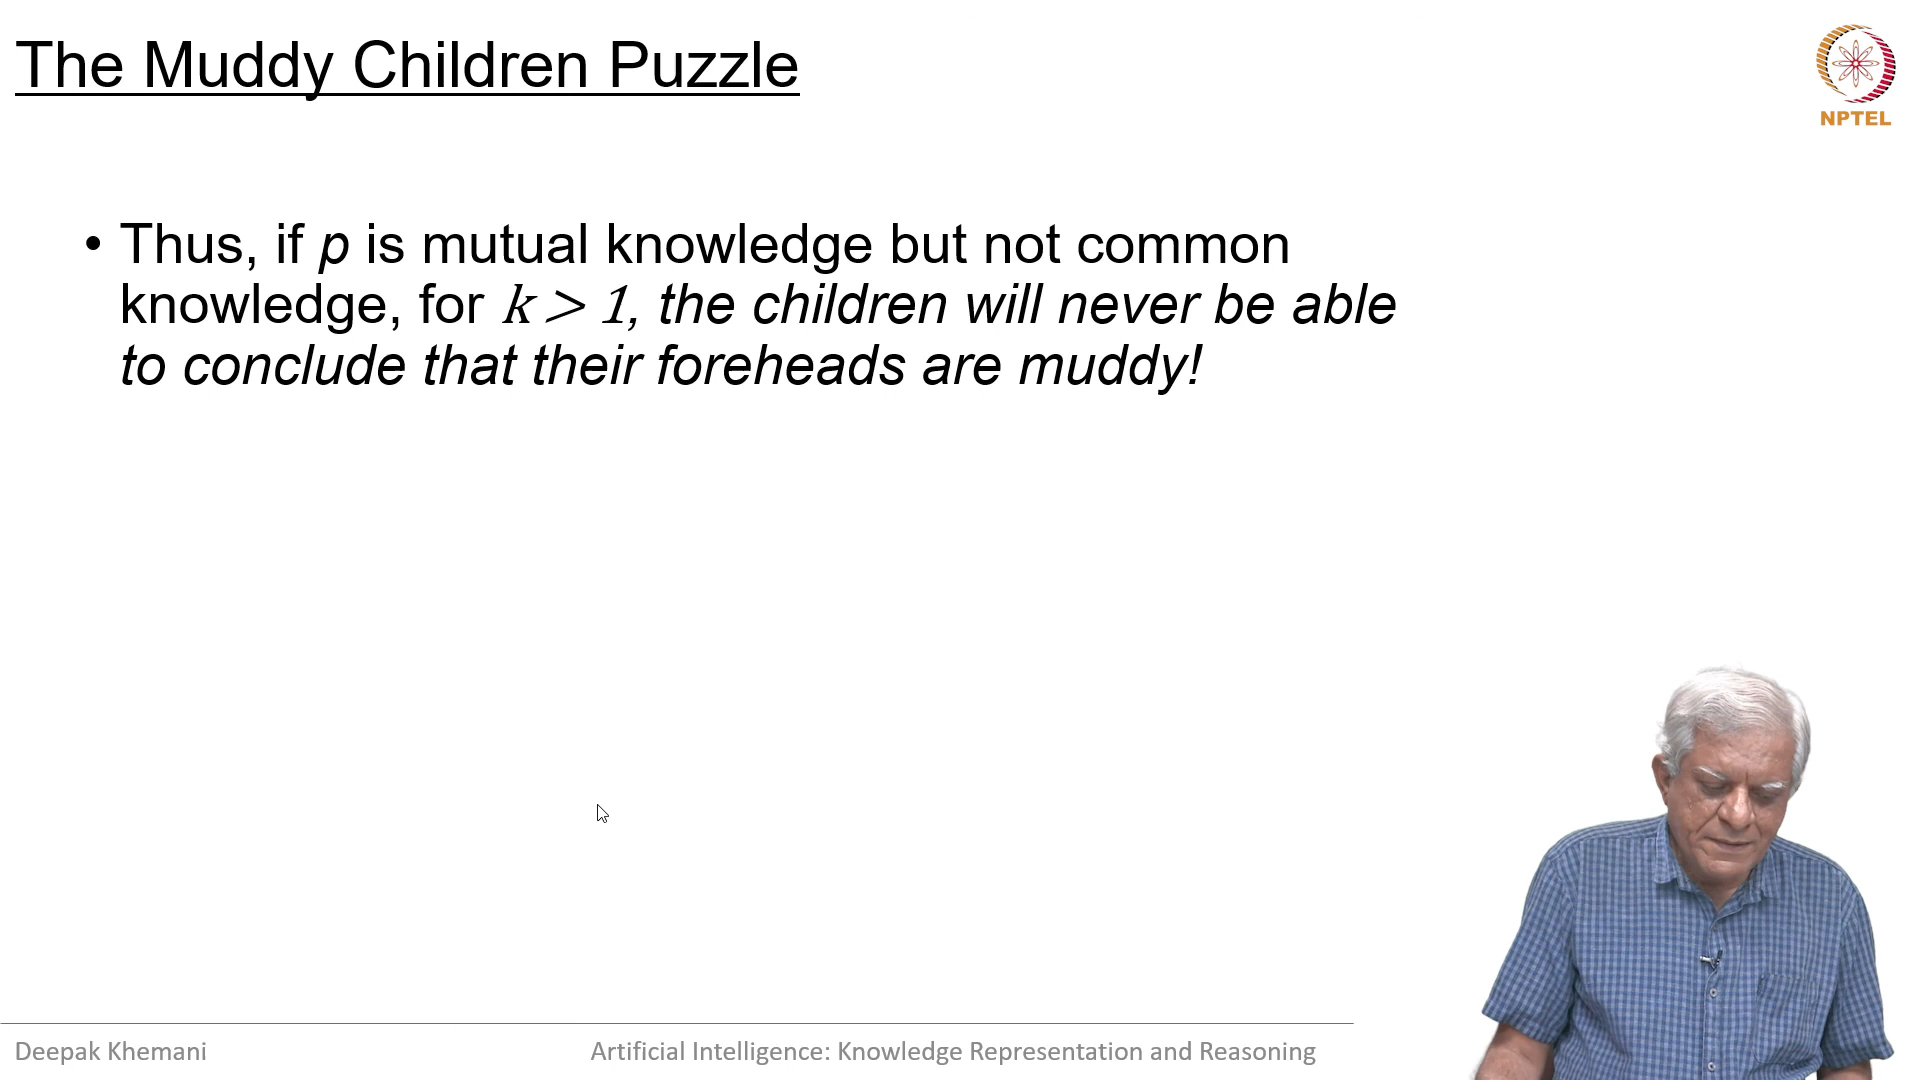 The Muddy Children Puzzle
NPTEL
• Thus, if p is mutual knowledge but not common
knowledge, for k > 1, the children will never be able
to conclude that their foreheads are muddy!
Deepak Khemani
Artificial Intelligence: Knowledge Representation and Reasoning